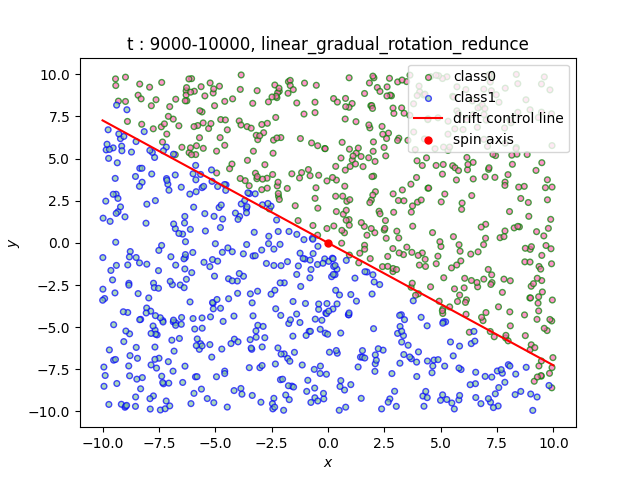 t : 9000-10000, linear_gradual_rotation_redunce
class0
class1
drift control line
spin axis
10.0
7.5
5.0
2.5
0.0
−2.5
−5.0
−7.5
−10.0
y
−10.0 −7.5 −5.0 −2.5 0.0 2.5 5.0 7.5 10.0
x